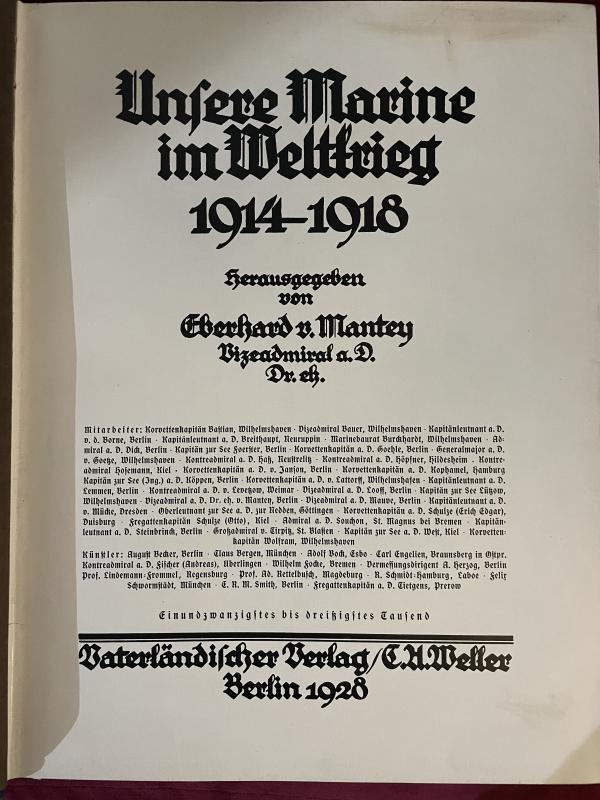 Unsere Marine
im Weltkrieg
1914–1918
Herausgegeben
von
Eberhard v. Mantey
Vizeadmiral a. D.
Dr. eh.
Mitarbeiter: Korvettenkapitän Bastian, Wilhelmshaven · Vizeadmiral Bauer, Wilhelmshaven · Kapitänleutnant a. D.
v. d. Borne, Berlin · Kapitänleutnant a. D. Breithaupt, Neuruppin · Marinebaurat Burckhardt, Wilhelmshaven · Ad-
miral a. D. Dick, Berlin · Kapitän zur See Foerster, Berlin · Korvettenkapitän a. D. Goehle, Berlin · Generalmajor a. D.
v. Goetze, Wilhelmshaven · Kontreadmiral a. D. Haß, Neustrelitz · Kontreadmiral a. D. Höpfner, Hildesheim · Kontre-
admiral Hosemann, Kiel · Korvettenkapitän a. D. v. Janson, Berlin · Korvettenkapitän a. D. Kophamel, Hamburg
Kapitän zur See (Ing.) a. D. Köppen, Berlin · Korvettenkapitän a. D. v. Lattorff, Wilhelmshafen · Kapitänleutnant a. D.
Lemmen, Berlin · Kontreadmiral a. D. v. Levetzow, Weimar · Vizeadmiral a. D. Looff, Berlin · Kapitän zur See Lützow,
Wilhelmshaven · Vizeadmiral a. D. Dr. eh. v. Mantey, Berlin · Vizeadmiral a. D. Mauve, Berlin · Kapitänleutnant a. D.
v. Mücke, Dresden · Oberleutnant zur See a. D. zur Nedden, Göttingen · Korvettenkapitän a. D. Schulze (Erich Edgar),
Duisburg · Fregattenkapitän Schulze (Otto), Kiel · Admiral a. D. Souchon, St. Magnus bei Bremen · Kapitän-
leutnant a. D. Steinbrinck, Berlin · Großadmiral v. Tirpitz, St. Blasien · Kapitän zur See a. D. West, Kiel · Korvetten-
kapitän Wolfram, Wilhelmshaven
Künstler: August Becker, Berlin · Claus Bergen, München · Adolf Bock, Esbo · Carl Engelien, Braunsberg in Ostpr.
Kontreadmiral a. D. Fischer (Andreas), Überlingen · Wilhelm Focke, Bremen · Vermessungsdirigent A. Herzog, Berlin
Prof. Lindemann-Frommel, Regensburg · Prof. Ad. Rettelbusch, Magdeburg · R. Schmidt-Hamburg, Laboe · Felix
Schwormstädt, München · C. R. M. Smith, Berlin · Fregattenkapitän a. D. Tietgens, Prerow
Einundzwanzigstes bis dreißigstes Tausend
Vaterländischer Verlag / C. A. Weller
Berlin 1928